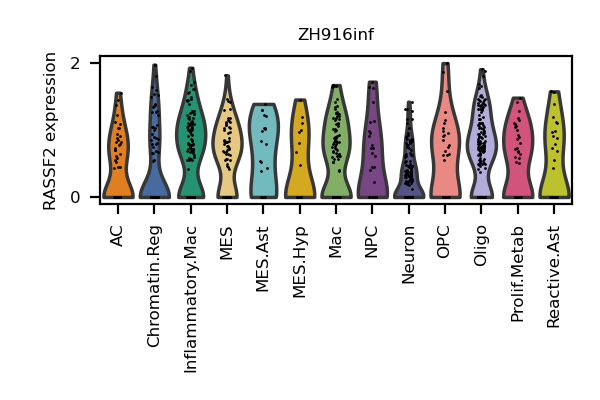 ZH916inf
RASSF2 expression
2
0
AC
Chromatin.Reg
Inflammatory.Mac
MES
MES.Ast
MES.Hyp
Mac
NPC
Neuron
OPC
Oligo
Prolif.Metab
Reactive.Ast